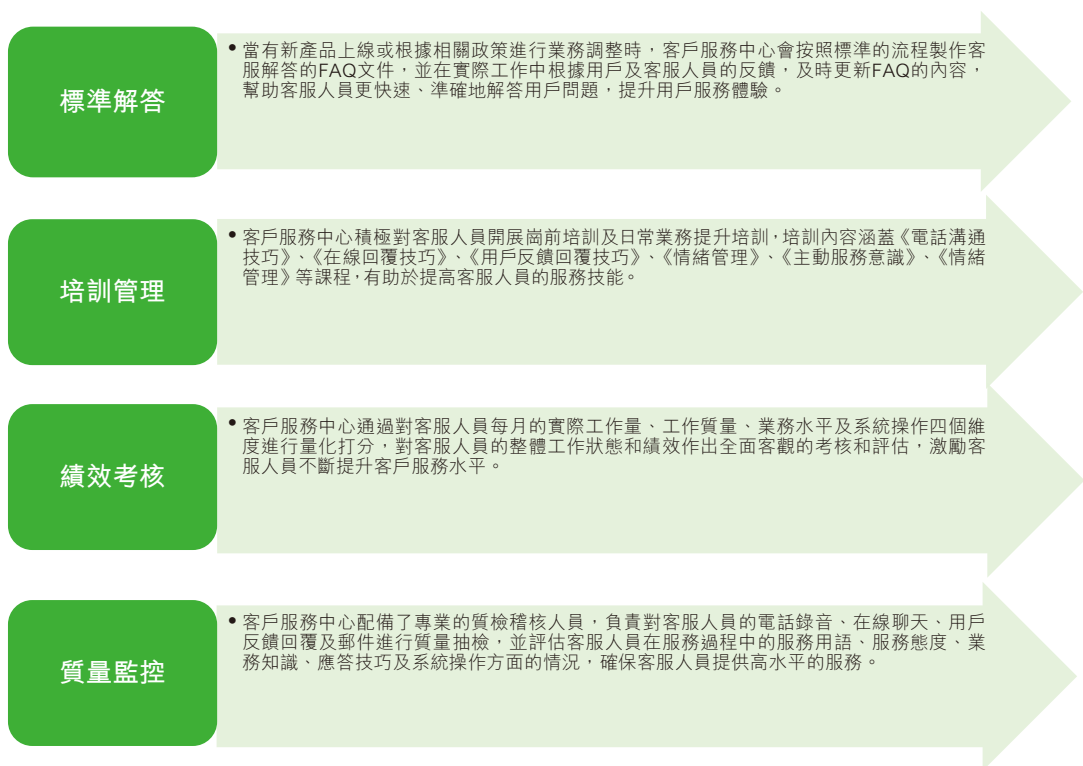 標準解答
• 當有新產品上線或根據相關政策進行業務調整時，客戶服務中心會按照標準的流程製作客
服解答的FAQ文件，並在實際工作中根據用戶及客服人員的反饋，及時更新FAQ的內容，
幫助客服人員更快速、準確地解答用戶問題，提升用戶服務體驗。
培訓管理
• 客戶服務中心積極對客服人員開展崗前培訓及日常業務提升培訓，培訓內容涵蓋《電話溝通
技巧》、《在線回覆技巧》、《用戶反饋回覆技巧》、《情緒管理》、《主動服務意識》、《情緒
管理》等課程，有助於提高客服人員的服務技能。
績效考核
• 客戶服務中心通過對客服人員每月的實際工作量、工作質量、業務水平及系統操作四個維
度進行量化打分，對客服人員的整體工作狀態和績效作出全面客觀的考核和評估，激勵客
服人員不斷提升客戶服務水平。
質量監控
• 客戶服務中心配備了專業的質檢稽核人員，負責對客服人員的電話錄音、在線聊天、用戶
反饋回覆及郵件進行質量抽檢，並評估客服人員在服務過程中的服務用語、服務態度、業
務知識、應答技巧及系統操作方面的情況，確保客服人員提供高水平的服務。